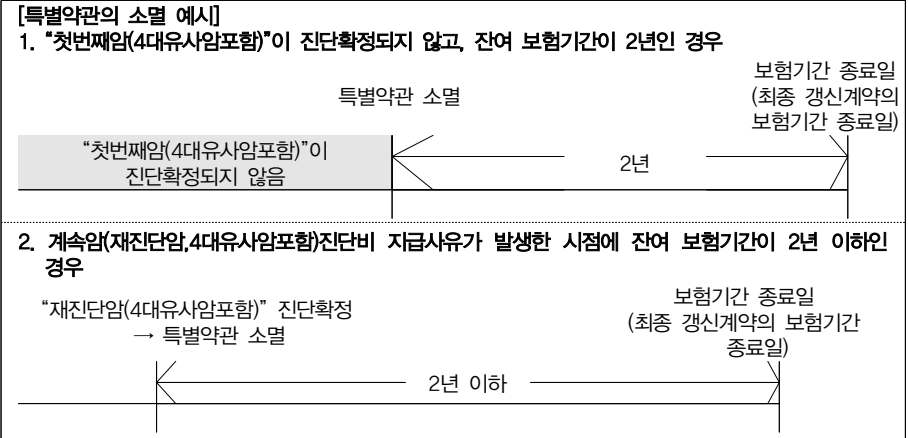 [특별약관의 소멸 예시]
1. “첫번째암(4대유사암포함)”이 진단확정되지 않고, 잔여 보험기간이 2년인 경우
보험기간 종료일
특별약관 소멸
(최종 갱신계약의
보험기간 종료일)
“첫번째암(4대유사암포함)”이
진단확정되지 않음
2년
2. 계속암(재진단암,4대유사암포함)진단비 지급사유가 발생한 시점에 잔여 보험기간이 2년 이하인
경우
“재진단암(4대유사암포함)” 진단확정
→ 특별약관 소멸
보험기간 종료일
(최종 갱신계약의 보험기간
종료일)
2년 이하